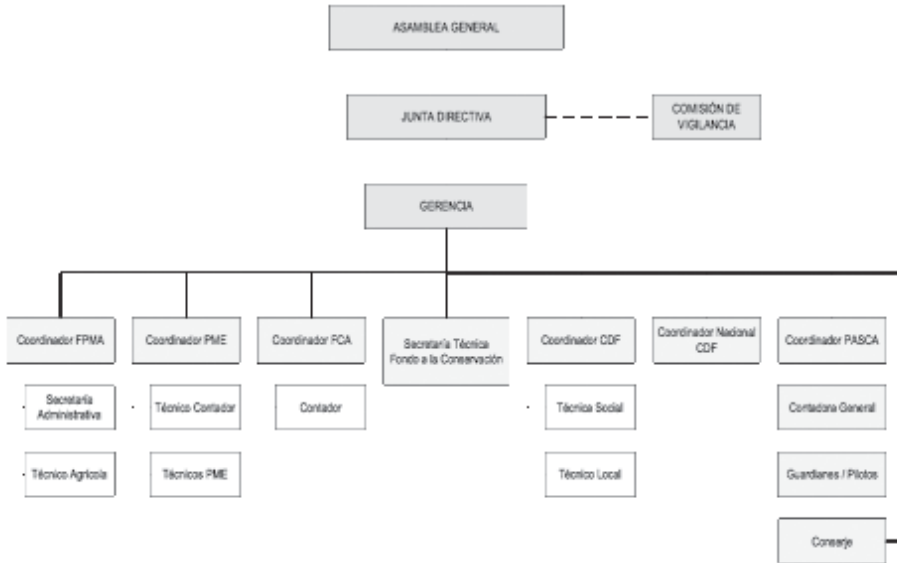 ASAMBLEA GENERAL
JUNTA DIRECTIVA
COMISIÓN DE
VIGILANCIA
GERENCIA
Coordinador FPMA
Coordinador PME
Coordinador FCA
Secretaría Técnica
Fondo a la Conservación
Coordinador CDF
Coordinador Nacional
CDF
Coordinador PASCA
Secretaría
Administrativa
Técnico Contador
Contador
Técnica Social
Contadora General
Técnico Agrícola
Técnicos PME
Técnico Local
Guardianes / Pilotos
Conserje